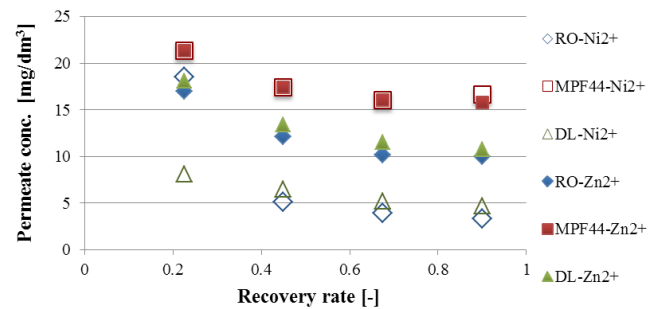 25
20
15
10
5
0
Permeate conc. [mg/dm³]
0
0.2
0.4
0.6
0.8
1
Recovery rate [-]
RO-Ni2+
MPF44-Ni2+
DL-Ni2+
RO-Zn2+
MPF44-Zn2+
DL-Zn2+